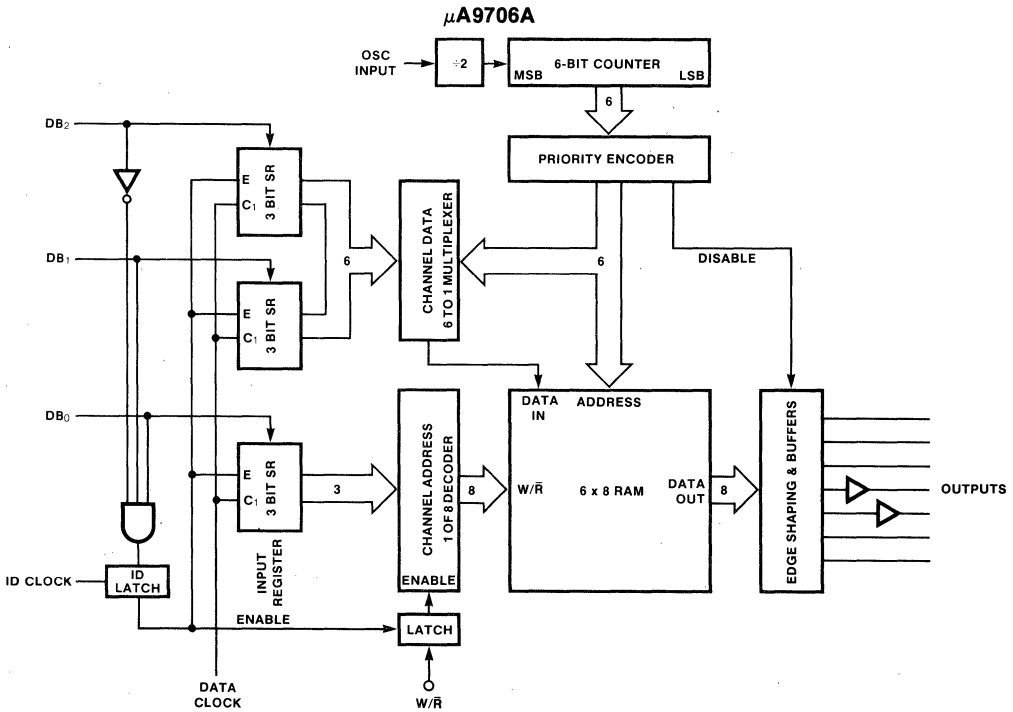 μA9706A
OSC
INPUT
÷2
6-BIT COUNTER
MSB
LSB
6
DB2
PRIORITY ENCODER
E
C1
3 BIT SR
6
CHANNEL DATA
6 TO 1 MULTIPLEXER
6
DISABLE
DB1
E
C1
3 BIT SR
DB0
E
C1
3 BIT SR
3
CHANNEL ADDRESS
1 OF 8 DECODER
ENABLE
8
DATA
IN
ADDRESS
W/R̅
6 x 8 RAM
DATA
OUT
8
EDGE SHAPING & BUFFERS
OUTPUTS
INPUT
REGISTER
ID CLOCK
ID
LATCH
ENABLE
LATCH
DATA
CLOCK
W/R̅